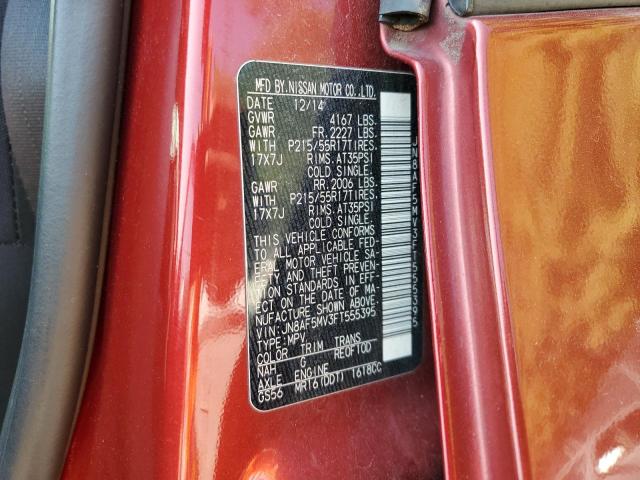 MFD BY.NISSAN MOTOR CO.,LTD.
DATE 12/14
GVWR 4167 LBS.
GAWR FR. 2227 LBS.
WITH P215/55R17TIRES.
17X7J RIMS.AT35PSI
COLD SINGLE.
GAWR RR. 2006 LBS.
WITH P215/55R17TIRES.
17X7J RIMS.AT35PSI
COLD SINGLE.
THIS VEHICLE CONFORMS
TO ALL APPLICABLE FED-
ERAL MOTOR VEHICLE SA-
FETY AND THEFT PREVEN-
TION STANDARDS IN EFF-
ECT ON THE DATE OF MA-
NUFACTURE SHOWN ABOVE.
VIN: JN8AF5MV3FT555395
TYPE: MPV
COLOR TRIM TRANS
NAH G REOF10D
AXLE ENGINE
GS56 MR16(DDT) 1618CC
JN8AF5MV3FT555395